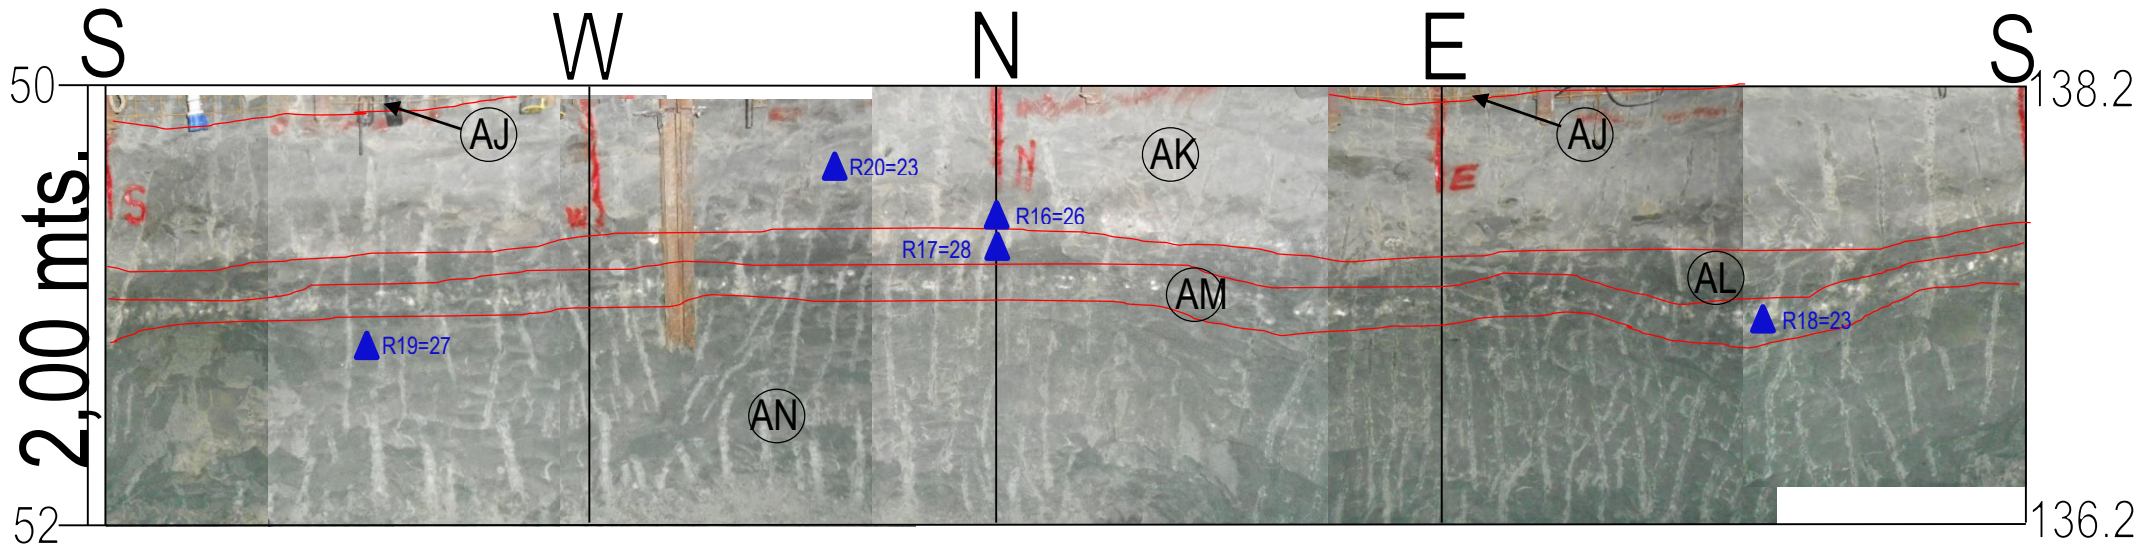 S W N E S
50 138.2
AJ AJ
AK
R20=23
N
E
S
W
R16=26
R17=28
AL
AM
R18=23
R19=27
AN
2,00 mts.
52 136.2